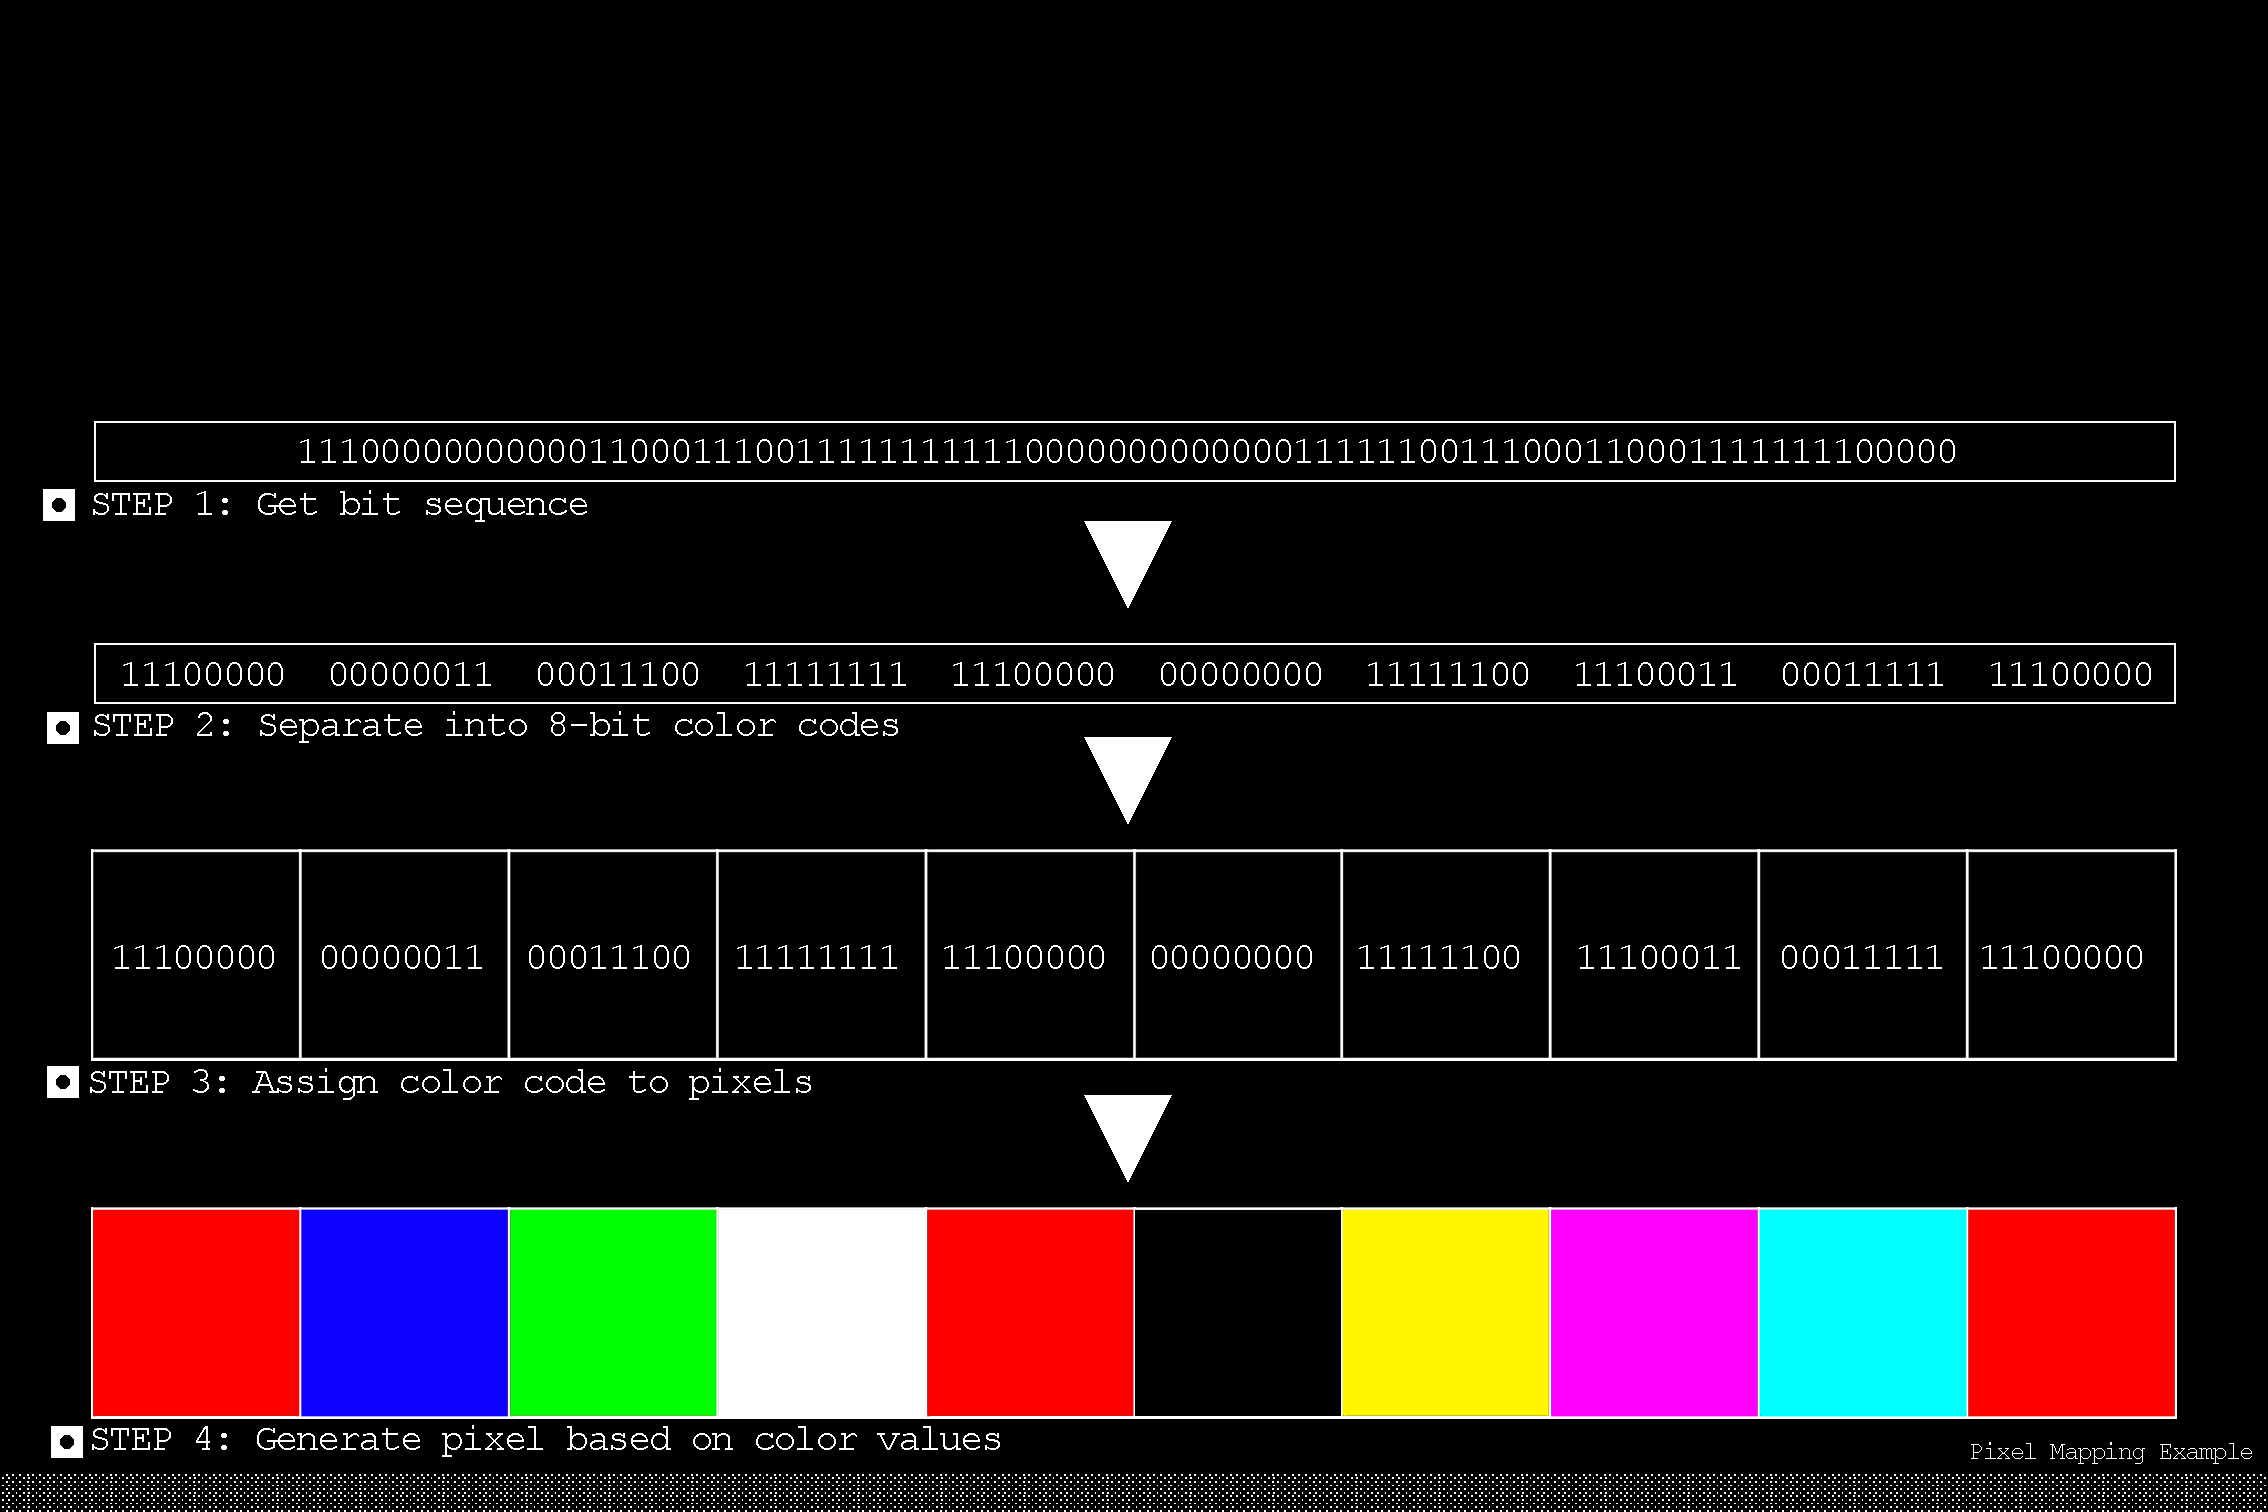 11100000000000110001110011111111111000000000000011111100111000110001111111100000
STEP 1: Get bit sequence
11100000 00000011 00011100 11111111 11100000 00000000 11111100 11100011 00011111 11100000
STEP 2: Separate into 8-bit color codes
11100000 00000011 00011100 11111111 11100000 00000000 11111100 11100011 00011111 11100000
STEP 3: Assign color code to pixels
STEP 4: Generate pixel based on color values
Pixel Mapping Example